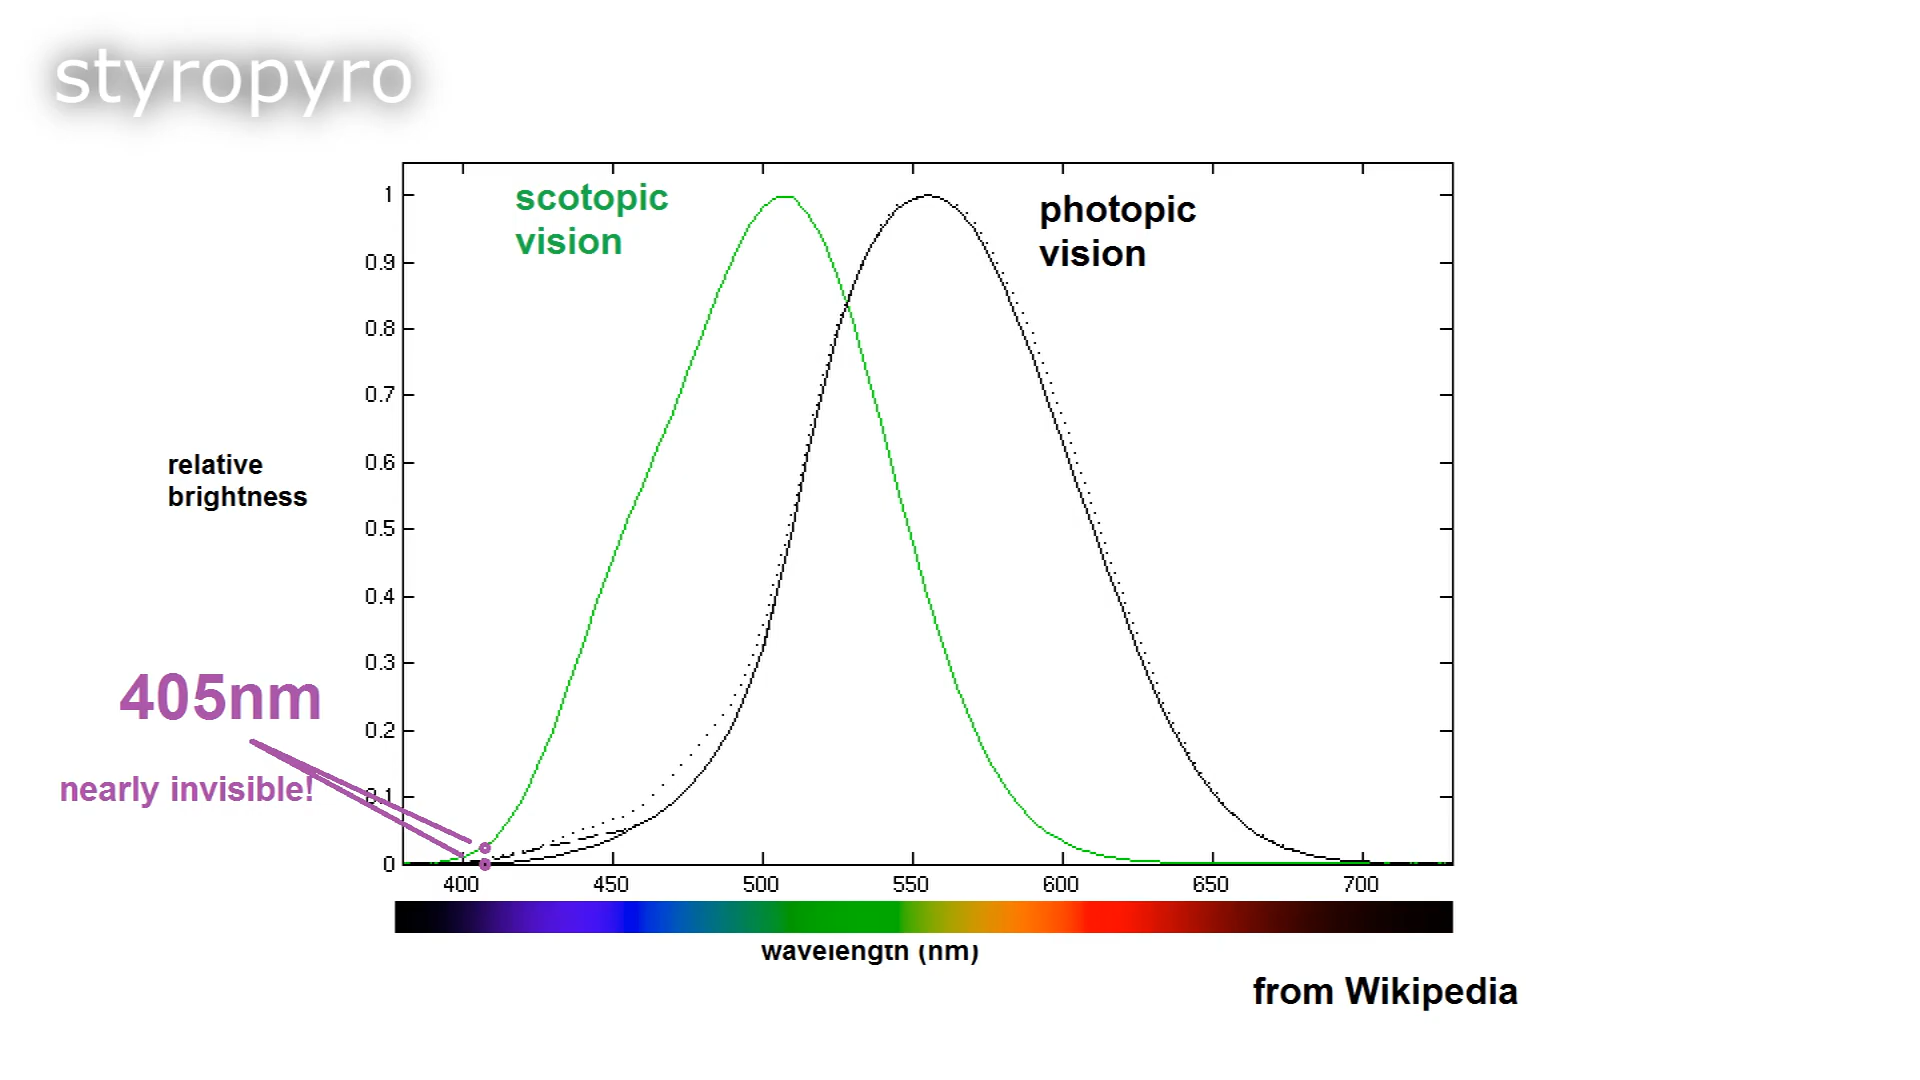 styropyro
scotopic
vision
photopic
vision
1
0.9
0.8
0.7
0.6
0.5
0.4
0.3
0.2
0.1
0
relative
brightness
405nm
nearly invisible!
400 450 500 550 600 650 700
wavelength (nm)
from Wikipedia